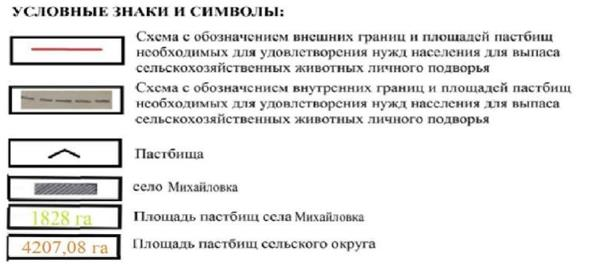 УСЛОВНЫЕ ЗНАКИ И СИМВОЛЫ:
Схема с обозначением внешних границ и площадей пастбищ
необходимых для удовлетворения нужд населения для выпаса
сельскохозяйственных животных личного подворья
Схема с обозначением внутренних границ и площадей пастбищ
необходимых для удовлетворения нужд населения для выпаса
сельскохозяйственных животных личного подворья
Пастбища
село Михайловка
1828 га Площадь пастбищ села Михайловка
4207,08 га Площадь пастбищ сельского округа